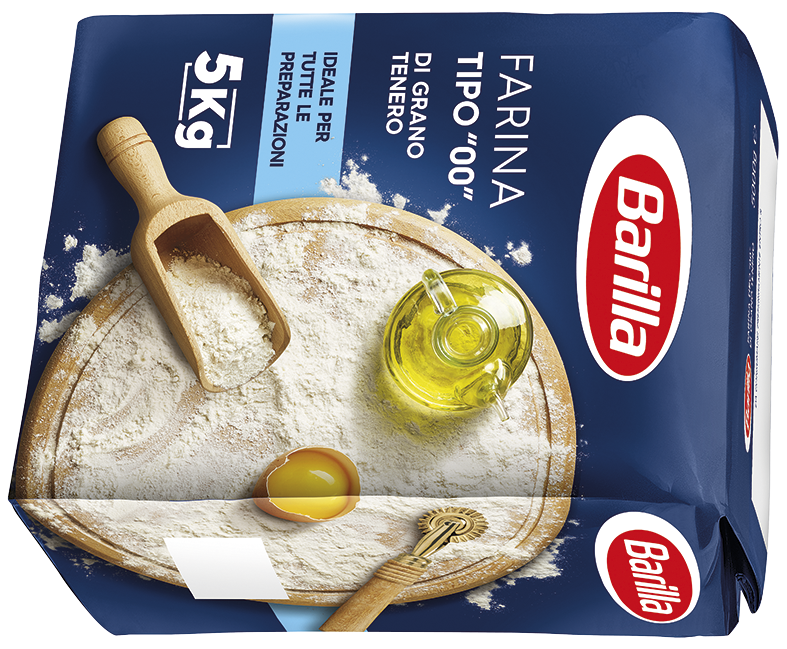 Barilla
FARINA
TIPO "00"
DI GRANO
TENERO
IDEALE PER
TUTTE LE
PREPARAZIONI
5Kg
Barilla